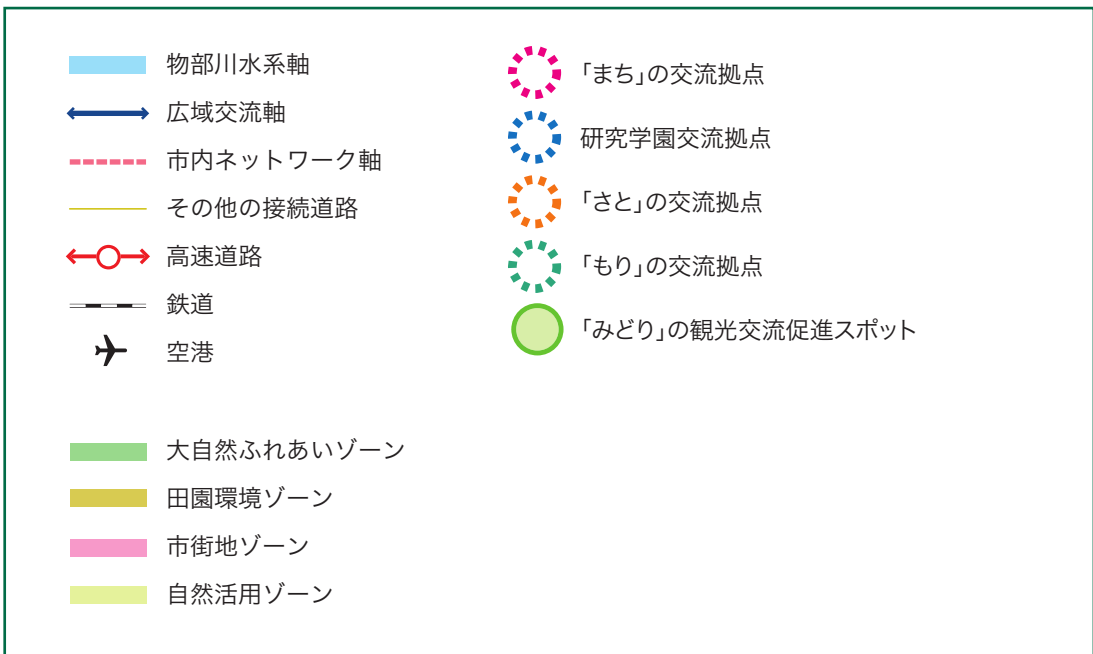 物部川水系軸
広域交流軸
市内ネットワーク軸
その他の接続道路
高速道路
鉄道
空港
大自然ふれあいゾーン
田園環境ゾーン
市街地ゾーン
自然活用ゾーン
「まち」の交流拠点
研究学園交流拠点
「さと」の交流拠点
「もり」の交流拠点
「みどり」の観光交流促進スポット